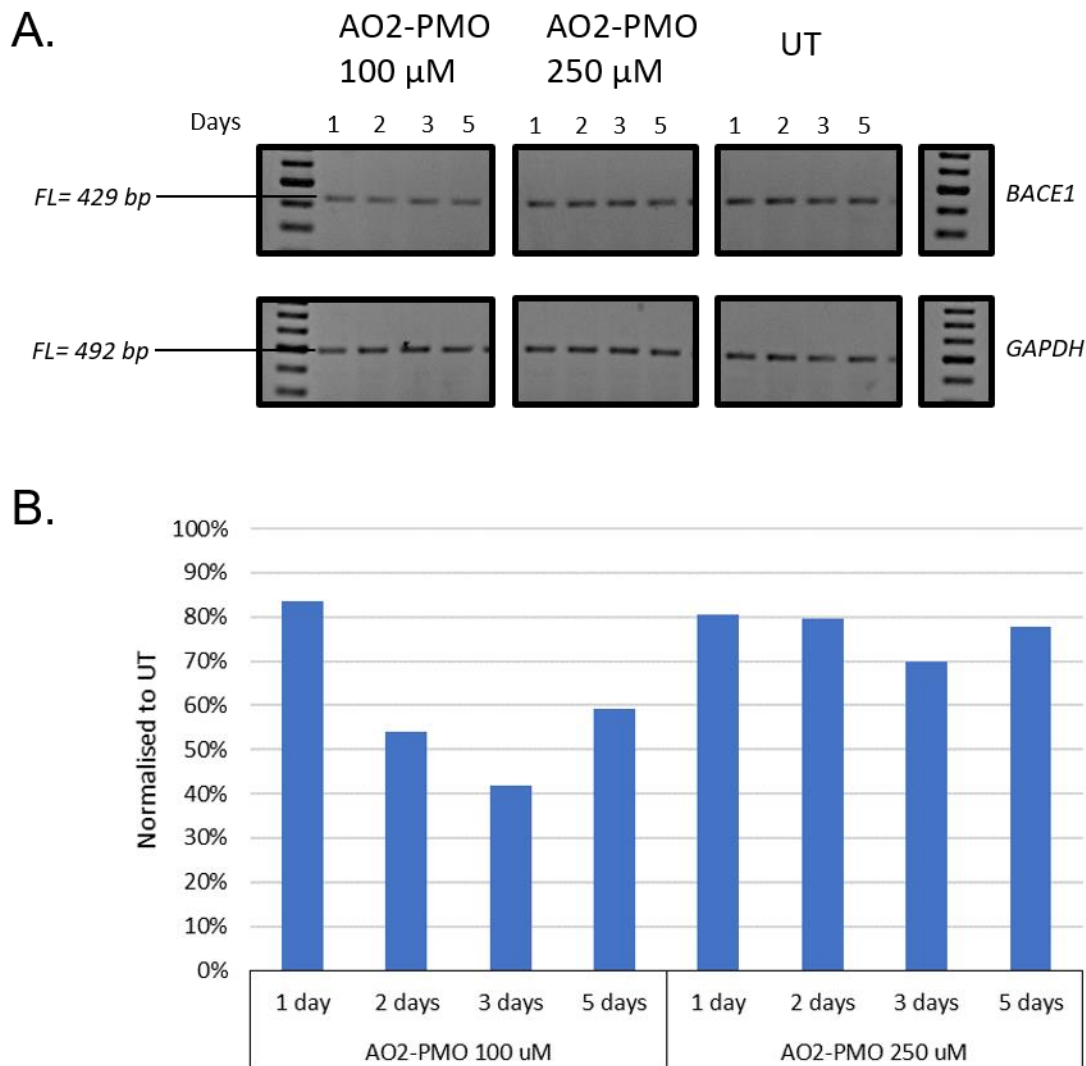 A.
AO2-PMO
100 µM
AO2-PMO
250 µM
UT
Days 1 2 3 5 1 2 3 5 1 2 3 5
FL= 429 bp
BACE1
FL= 492 bp
GAPDH
B.
Normalised to UT
100%
90%
80%
70%
60%
50%
40%
30%
20%
10%
0%
1 day 2 days 3 days 5 days 1 day 2 days 3 days 5 days
AO2-PMO 100 uM AO2-PMO 250 uM